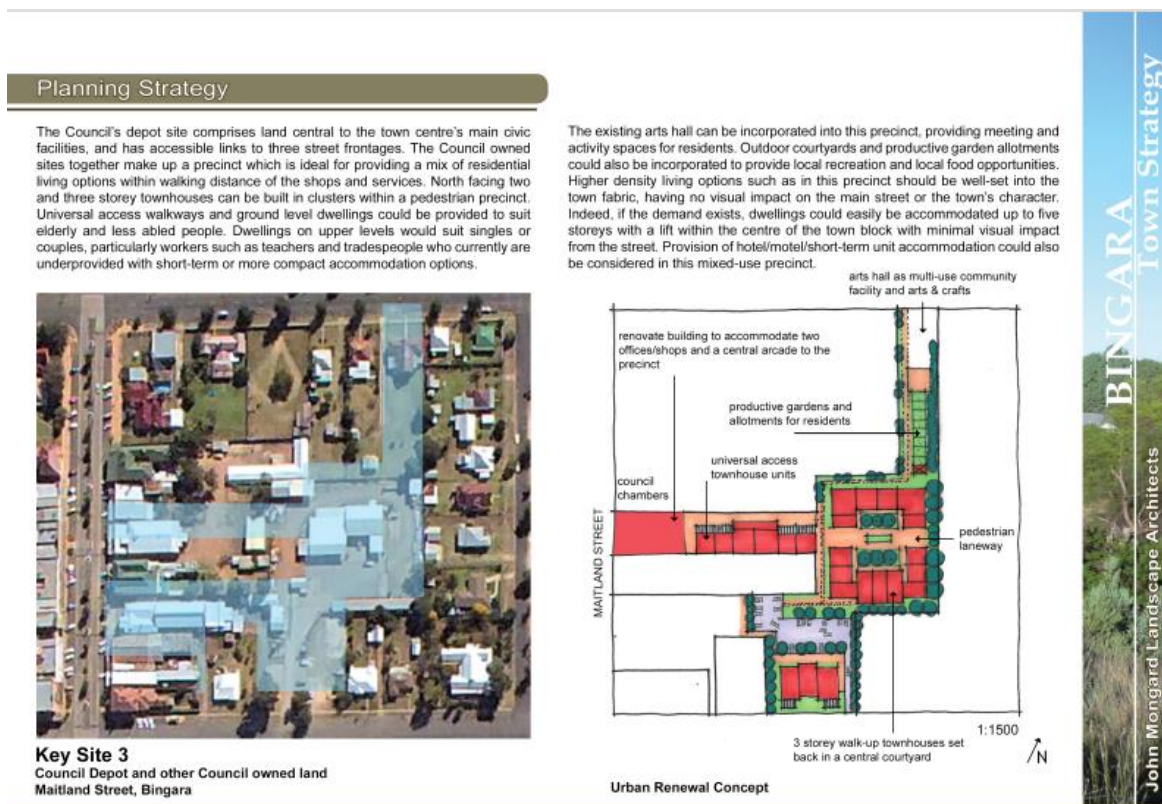 Planning Strategy
The Council's depot site comprises land central to the town centre's main civic
facilities, and has accessible links to three street frontages. The Council owned
sites together make up a precinct which is ideal for providing a mix of residential
living options within walking distance of the shops and services. North facing two
and three storey townhouses can be built in clusters within a pedestrian precinct.
Universal access walkways and ground level dwellings could be provided to suit
elderly and less abled people. Dwellings on upper levels would suit singles or
couples, particularly workers such as teachers and tradespeople who currently are
underprovided with short-term or more compact accommodation options.
The existing arts hall can be incorporated into this precinct, providing meeting and
activity spaces for residents. Outdoor courtyards and productive garden allotments
could also be incorporated to provide local recreation and local food opportunities.
Higher density living options such as in this precinct should be well-set into the
town fabric, having no visual impact on the main street or the town's character.
Indeed, if the demand exists, dwellings could easily be accommodated up to five
storeys with a lift within the centre of the town block with minimal visual impact
from the street. Provision of hotel/motel/short-term unit accommodation could also
be considered in this mixed-use precinct.
arts hall as multi-use community
facility and arts & crafts
renovate building to accommodate two
offices/shops and a central arcade to the
precinct
productive gardens and
allotments for residents
universal access
townhouse units
council
chambers
pedestrian
laneway
MAITLAND STREET
3 storey walk-up townhouses set
back in a central courtyard
1:1500
N
Key Site 3
Council Depot and other Council owned land
Maitland Street, Bingara
Urban Renewal Concept
BINGARA
Town Strategy
John Mongard Landscape Architects